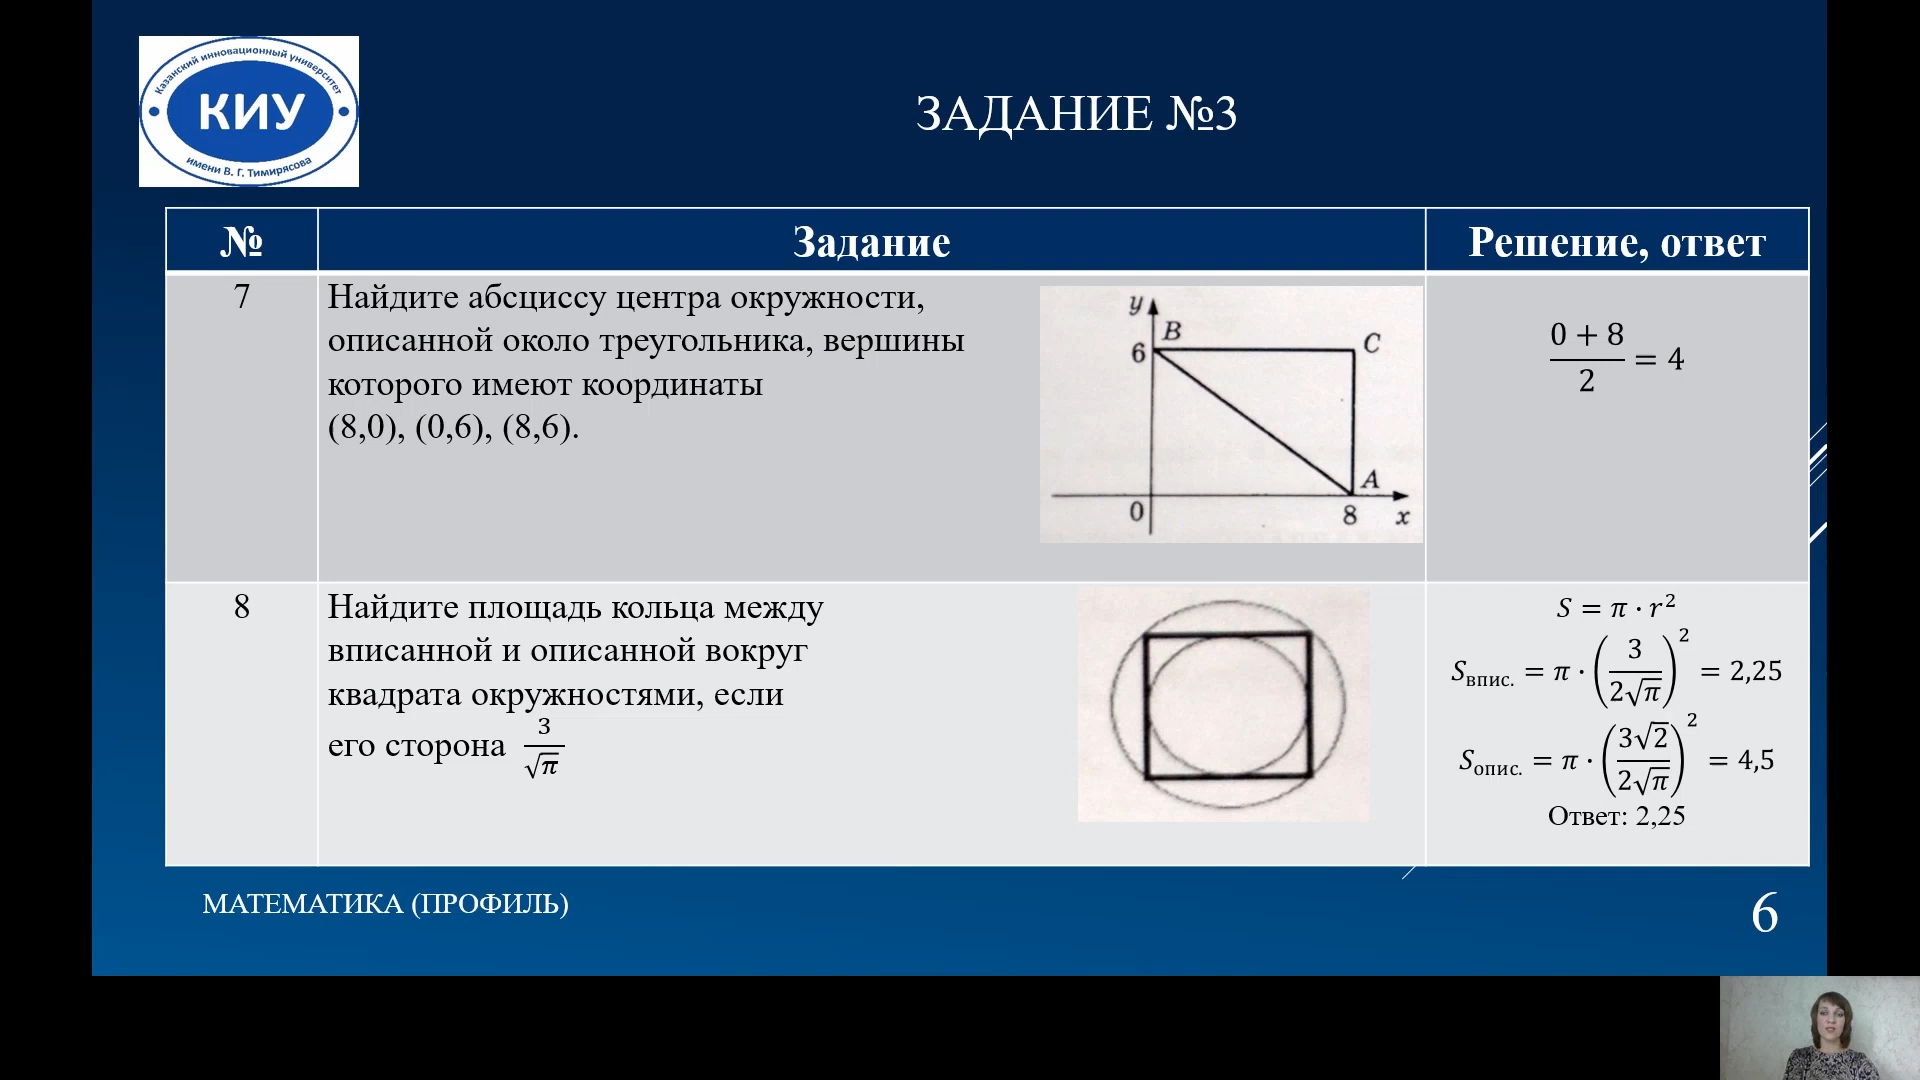 Казанский инновационный университет
КИУ
имени В. Г. Тимирясова
ЗАДАНИЕ №3
№ Задание Решение, ответ
7
Найдите абсциссу центра окружности,
описанной около треугольника, вершины
которого имеют координаты
(8,0), (0,6), (8,6).
y
B
6
C
A
0
8
x
(0 + 8)/2 = 4
8
Найдите площадь кольца между
вписанной и описанной вокруг
квадрата окружностями, если
его сторона 3/√π
S = π · r²
Sвпис. = π · (3/(2√π))² = 2,25
Sопис. = π · (3√2/(2√π))² = 4,5
Ответ: 2,25
МАТЕМАТИКА (ПРОФИЛЬ)
6